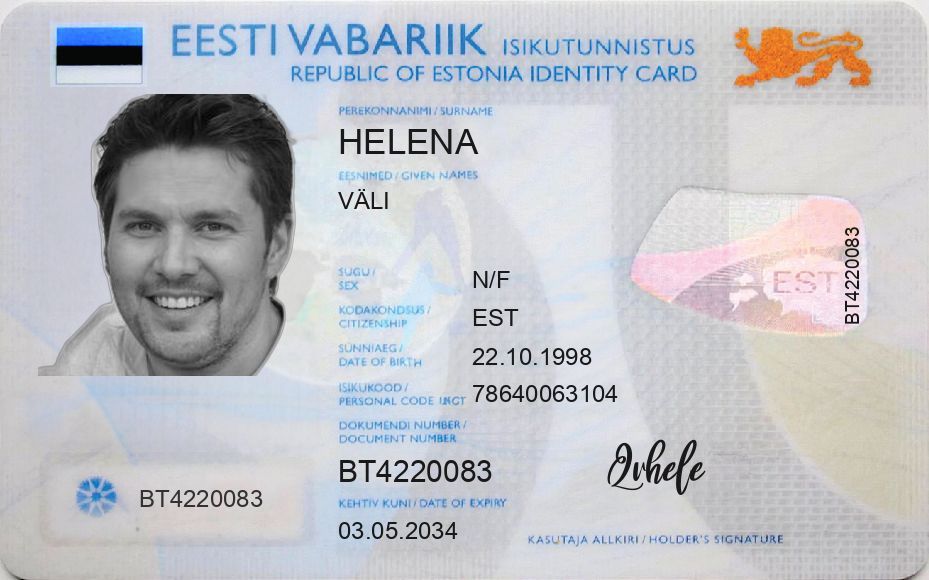 EESTI VABARIIK ISIKUTUNNISTUS
REPUBLIC OF ESTONIA IDENTITY CARD
PEREKONNANIMI / SURNAME
HELENA
EESNIMED / GIVEN NAMES
VÄLI
SUGU /
SEX
N/F
KODAKONDSUS /
CITIZENSHIP
EST
SÜNNIAEG /
DATE OF BIRTH
22.10.1998
ISIKUKOOD /
PERSONAL CODE
78640063104
DOKUMENDI NUMBER /
DOCUMENT NUMBER
BT4220083
KEHTIV KUNI / DATE OF EXPIRY
03.05.2034
BT4220083
EST
BT4220083
KASUTAJA ALLKIRI / HOLDER'S SIGNATURE